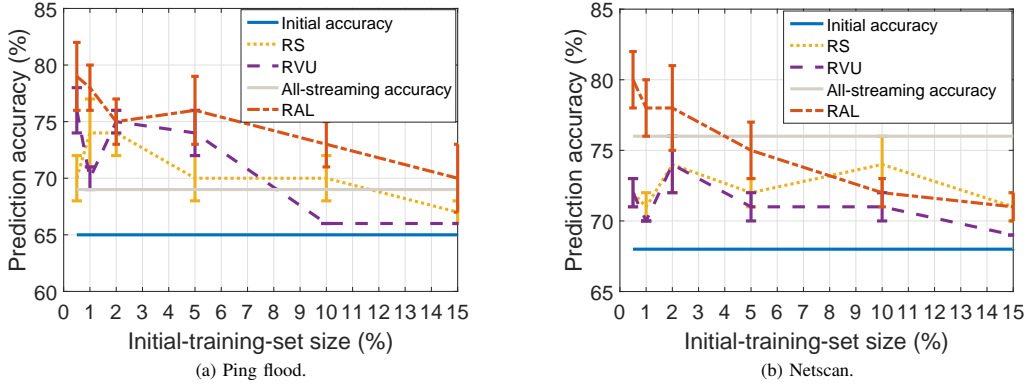 85
80
75
70
65
60
Prediction accuracy (%)
Initial accuracy
RS
RVU
All-streaming accuracy
RAL
0 1 2 3 4 5 6 7 8 9 10 11 12 13 14 15
Initial-training-set size (%)
(a) Ping flood.
85
80
75
70
65
Prediction accuracy (%)
Initial accuracy
RS
RVU
All-streaming accuracy
RAL
0 1 2 3 4 5 6 7 8 9 10 11 12 13 14 15
Initial-training-set size (%)
(b) Netscan.